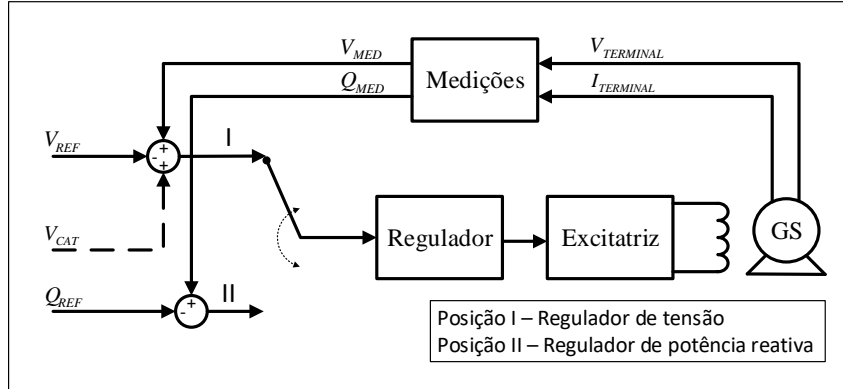 V_MED
V_TERMINAL
Q_MED
Medições
I_TERMINAL
V_REF
+
-
+
+
I
V_CAT
Regulador
Excitatriz
GS
Q_REF
+
-
II
Posição I – Regulador de tensão
Posição II – Regulador de potência reativa